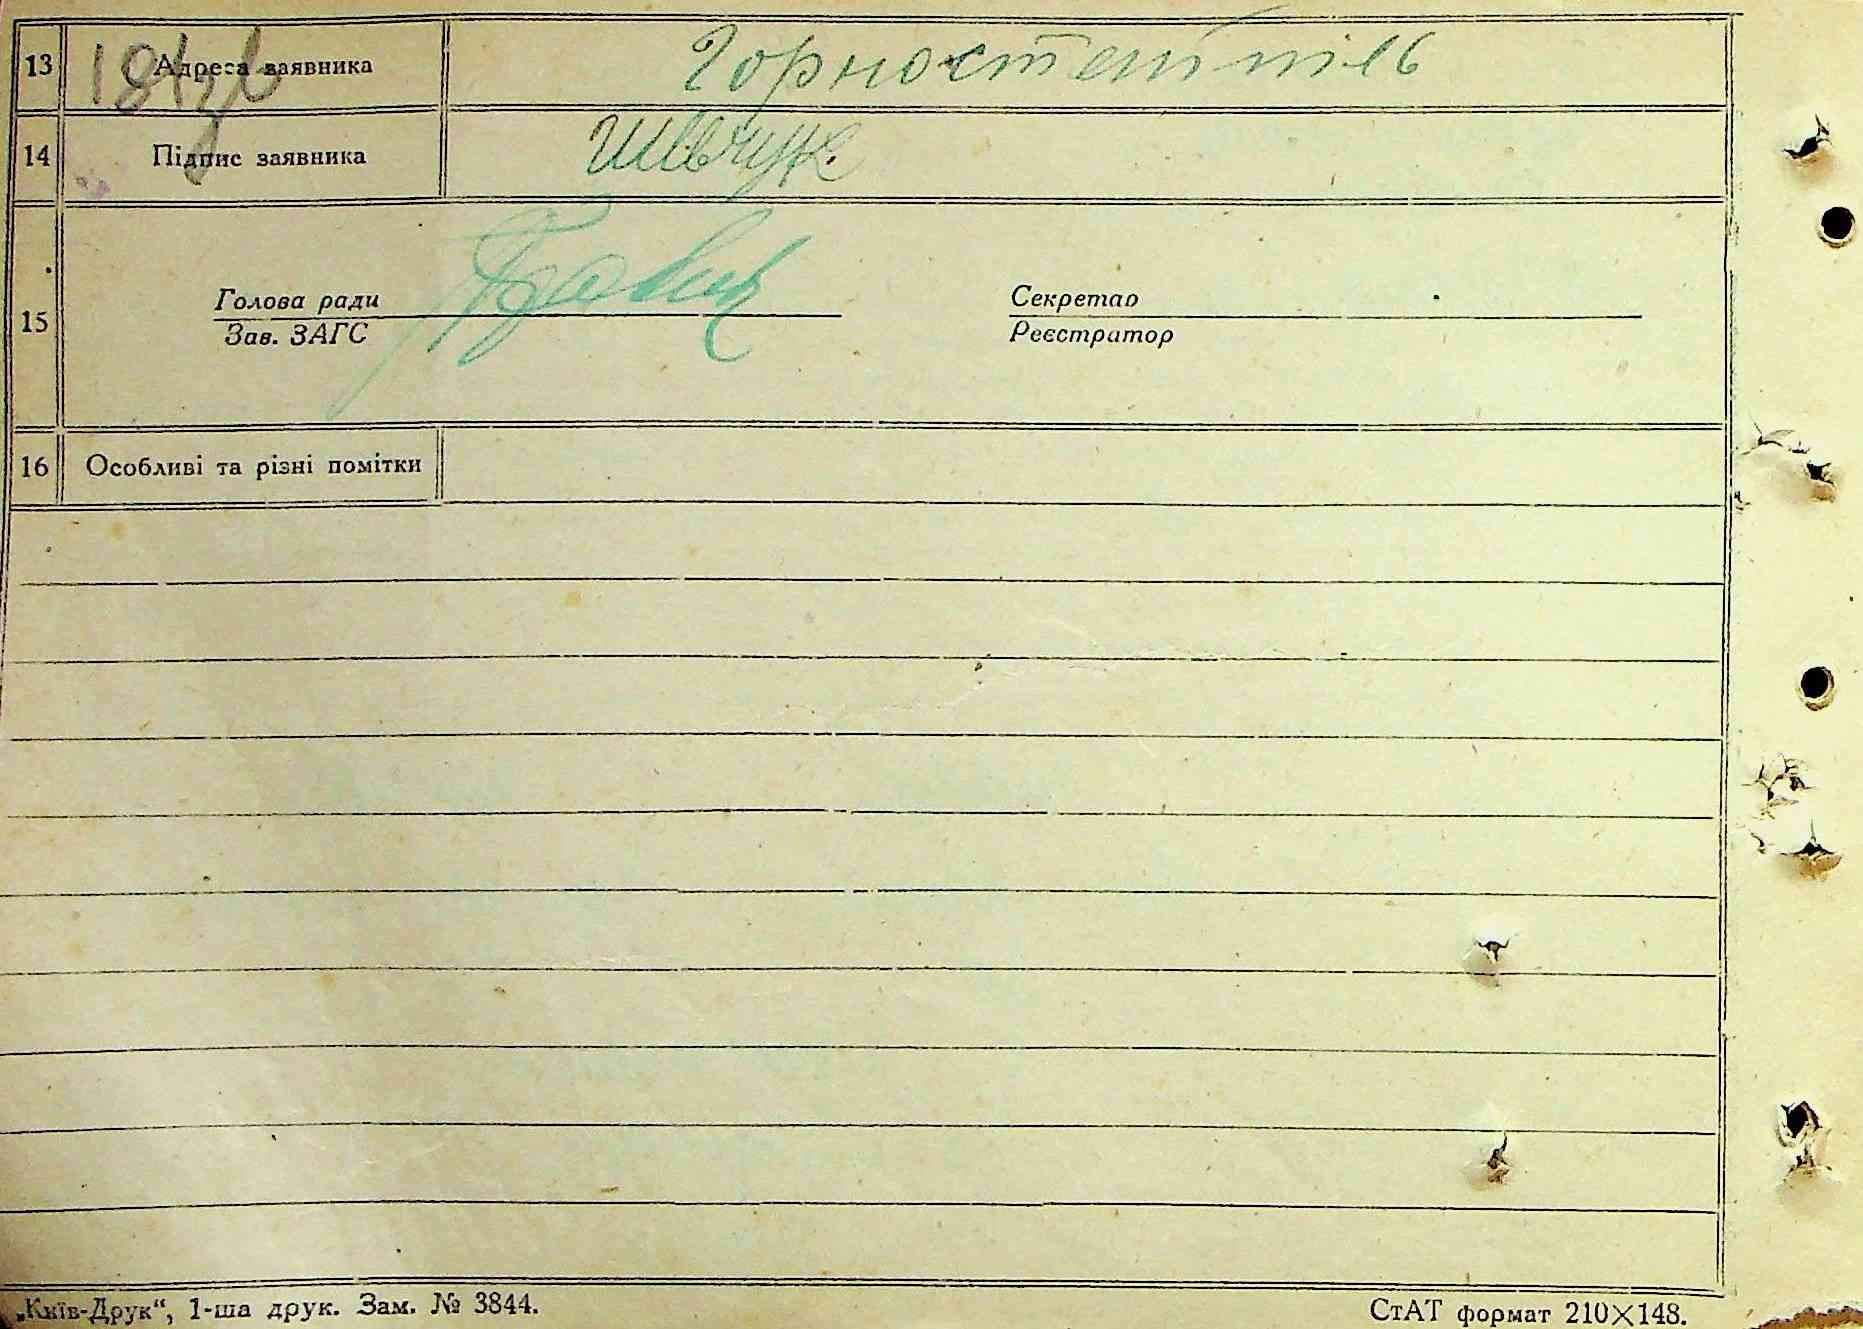 13 Адреса заявника Горностайпіль
14 Підпис заявника Шевчук
15
Голова ради Секретар
Зав. ЗАГС Реєстратор
16 Особливі та різні помітки
„Київ-Друк“, 1-ша друк. Зам. № 3844. СтАТ формат 210×148.